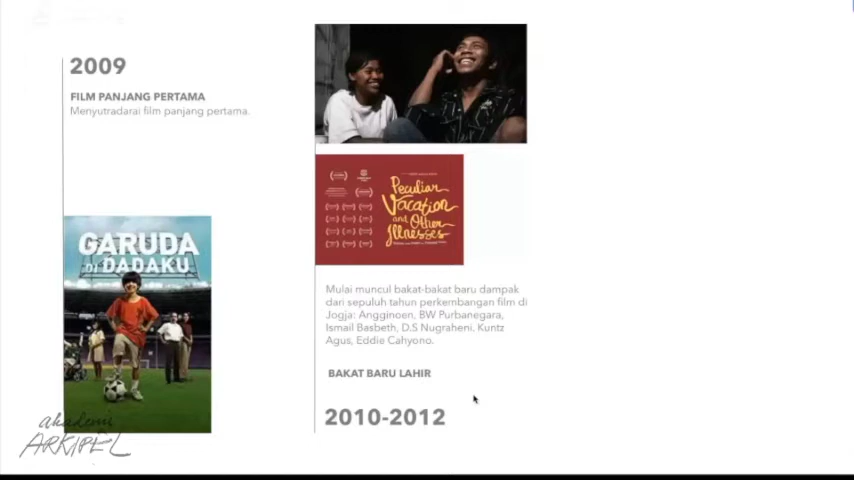 2009
FILM PANJANG PERTAMA
Menyutradarai film panjang pertama.
GARUDA
DI DADAKU
akademi
ARKIPEL
Peculiar
Vacation
and Other
Illnesses
Mulai muncul bakat-bakat baru dampak
dari sepuluh tahun perkembangan film di
Jogja: Angginoen, BW Purbanegara,
Ismail Basbeth, D.S Nugraheni, Kuntz
Agus, Eddie Cahyono.
BAKAT BARU LAHIR
2010-2012